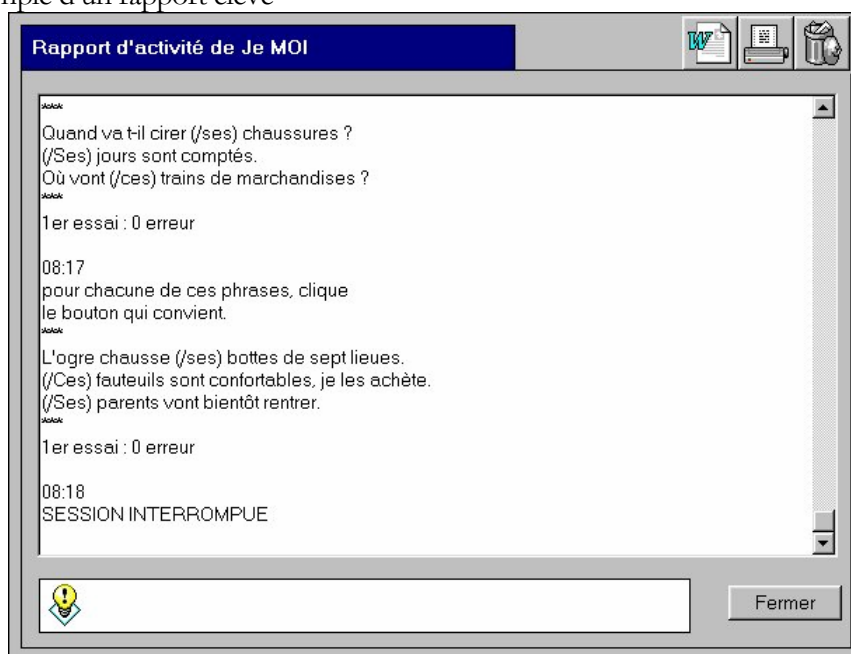 d'un rapport élève
Rapport d'activité de Je MOI
W
****
Quand va t-il cirer (/ses) chaussures ?
(/Ses) jours sont comptés.
Où vont (/ces) trains de marchandises ?
****
1er essai : 0 erreur
08:17
pour chacune de ces phrases, clique
le bouton qui convient.
****
L'ogre chausse (/ses) bottes de sept lieues.
(/Ces) fauteuils sont confortables, je les achète.
(/Ses) parents vont bientôt rentrer.
****
1er essai : 0 erreur
08:18
SESSION INTERROMPUE
Fermer